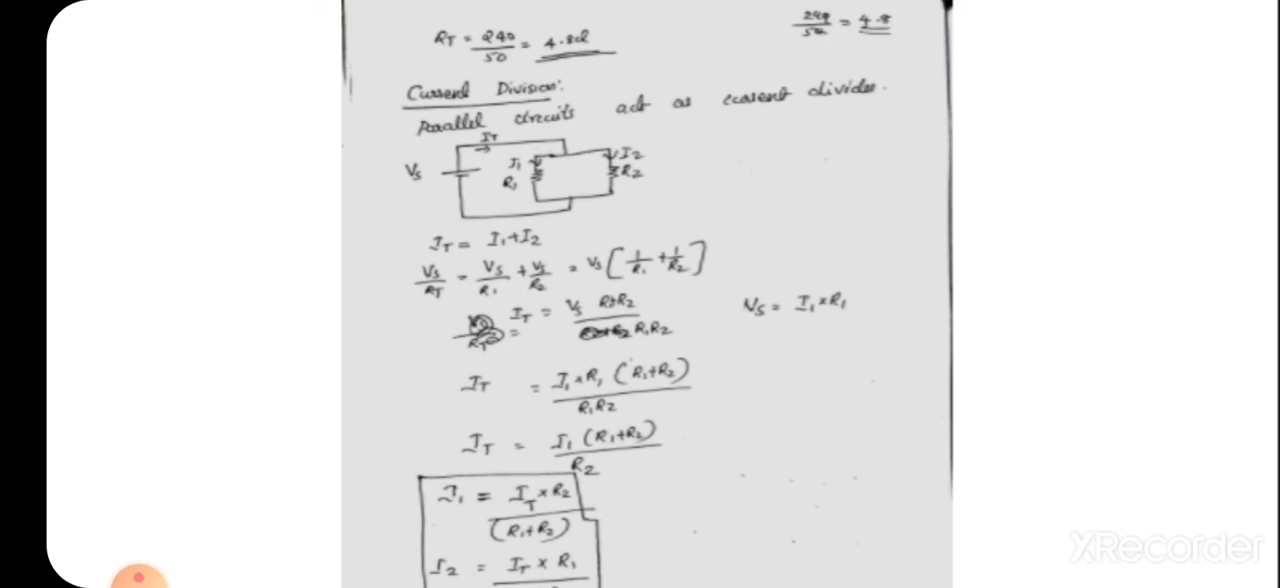 RT = 240/50 = 4.8Ω
240/50 = 4.8
Current Division:
Parallel circuits act as current divider.
IT
Vs
I1
R1
I2
R2
IT = I1+I2
Vs/RT = Vs/R1 + Vs/R2 = Vs [1/R1 + 1/R2]
IT = Vs R1+R2 / R1R2
Vs = I1×R1
IT = I1×R1 (R1+R2) / R1R2
IT = I1 (R1+R2) / R2
I1 = IT×R2 / (R1+R2)
I2 = IT × R1
XRecorder